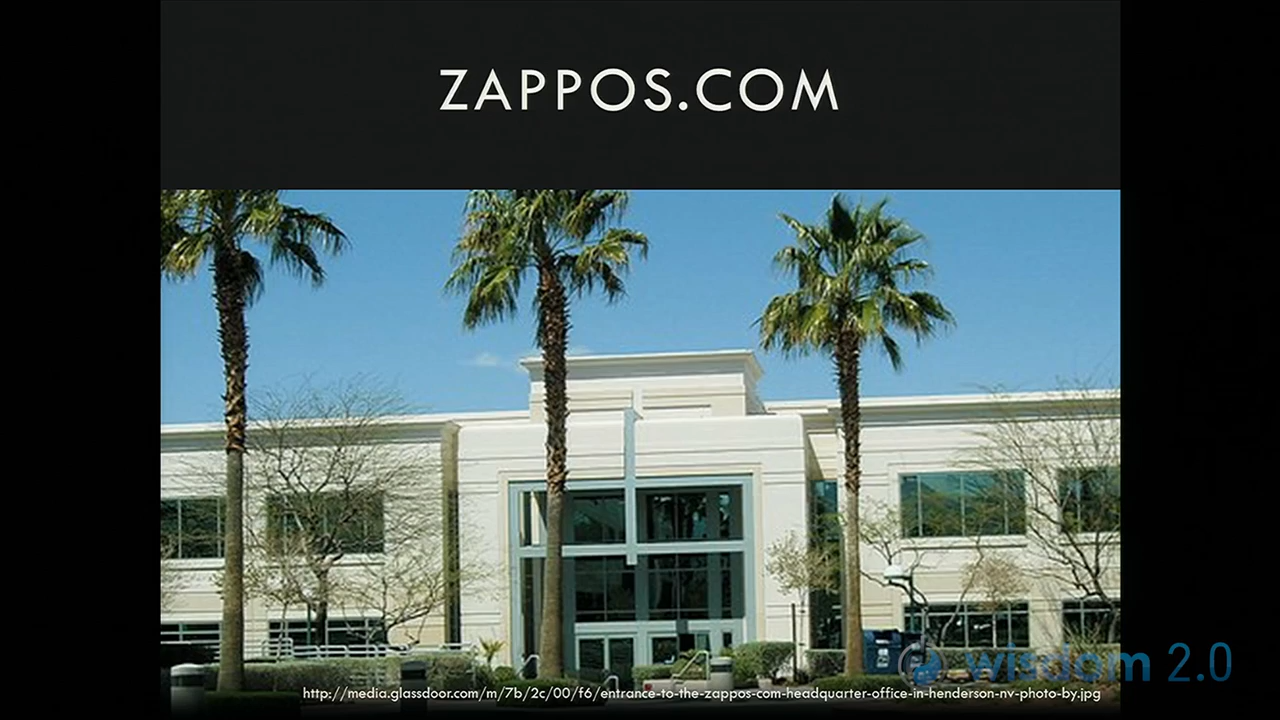 ZAPPOS.COM
wisdom 2.0
http://media.glassdoor.com/m/7b/2c/00/f6/entrance-to-the-zappos-com-headquarter-office-in-henderson-nv-photo-by.jpg